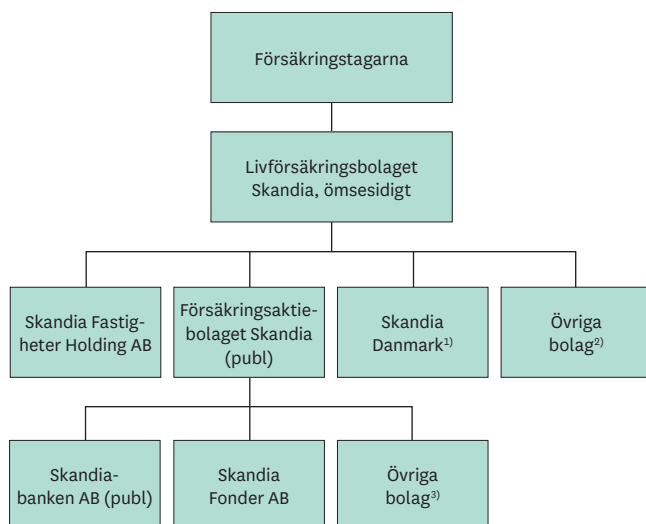 Försäkringstagarna
Livförsäkringsbolaget
Skandia, ömsesidigt
Skandia Fastig-
heter Holding AB
Försäkringsaktie-
bolaget Skandia
(publ)
Skandia
Danmark¹⁾
Övriga
bolag²⁾
Skandia-
banken AB (publ)
Skandia
Fonder AB
Övriga
bolag³⁾